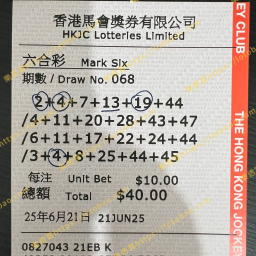 香港馬會獎券有限公司
HKJC Lotteries Limited
六合彩 Mark Six
期數 / Draw No. 068
2+4+7+13+19+44
/4+11+20+28+43+47
/6+11+17+22+24+44
/3+4+8+25+44+45
每注 Unit Bet $10.00
總額 Total $40.00
25年6月21日 21JUN25
0827043 21EB K
EY CLUB
THE HONG KONG JOCKEY